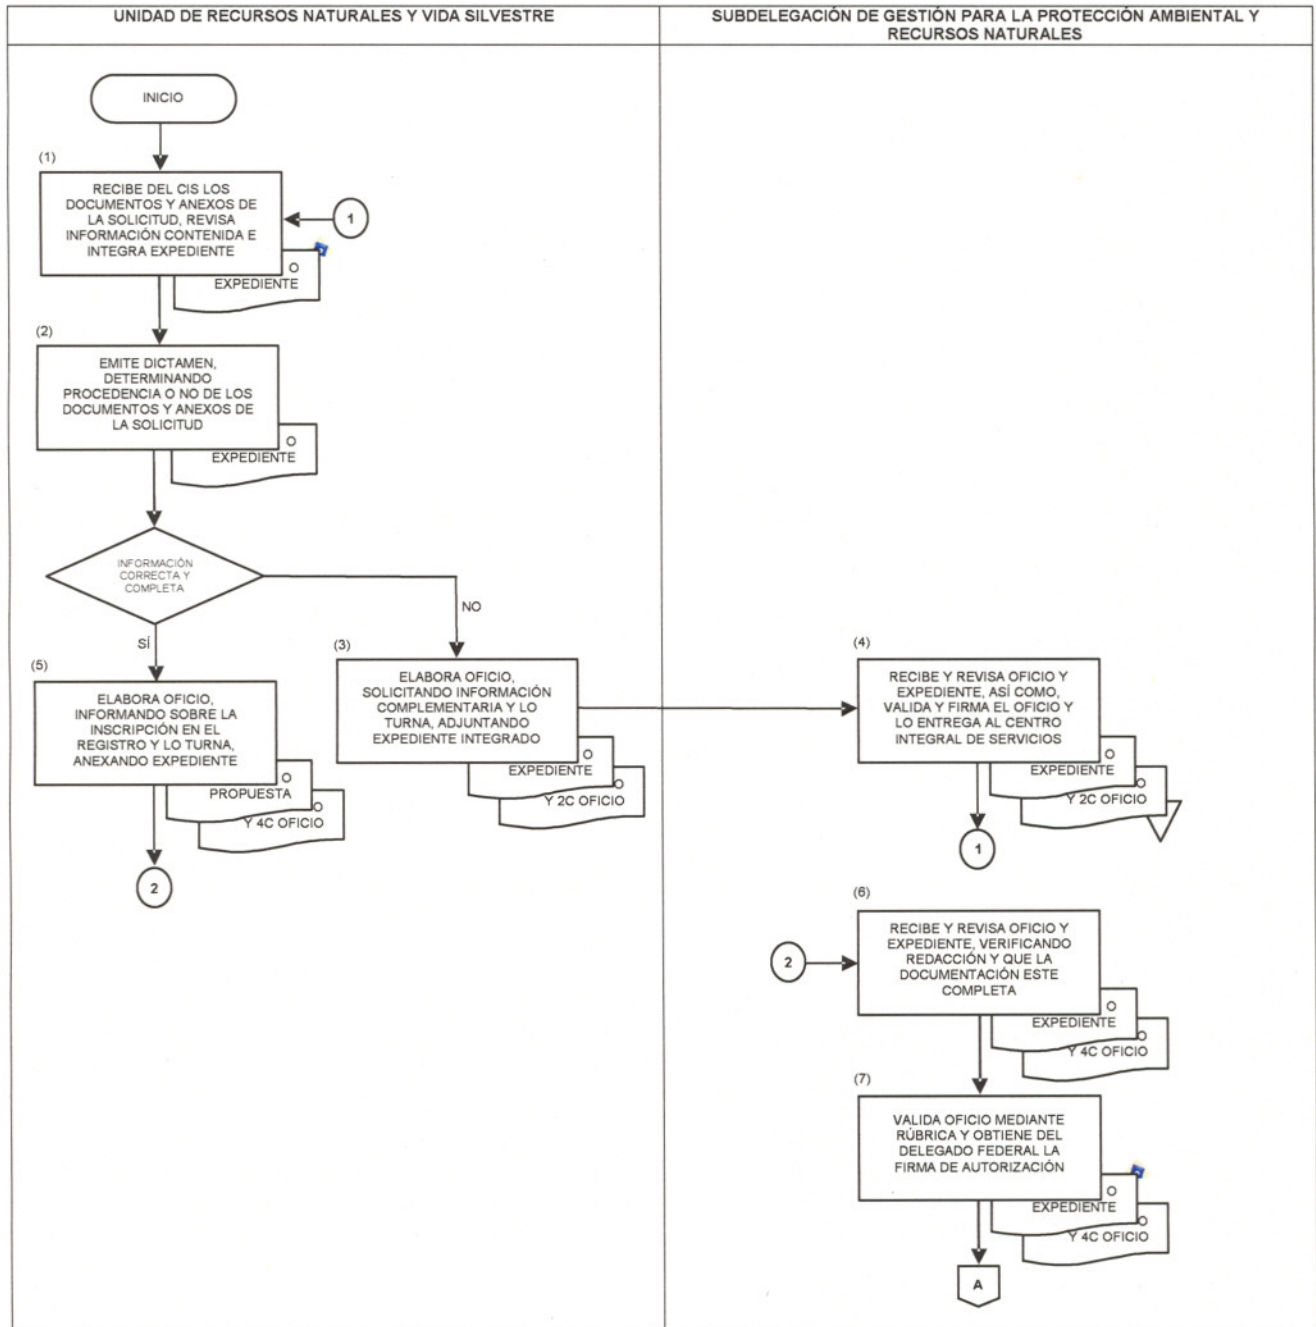 UNIDAD DE RECURSOS NATURALES Y VIDA SILVESTRE
SUBDELEGACIÓN DE GESTIÓN PARA LA PROTECCIÓN AMBIENTAL Y
RECURSOS NATURALES
INICIO
(1)
RECIBE DEL CIS LOS
DOCUMENTOS Y ANEXOS DE
LA SOLICITUD, REVISA
INFORMACIÓN CONTENIDA E
INTEGRA EXPEDIENTE
1
O
EXPEDIENTE
(2)
EMITE DICTAMEN,
DETERMINANDO
PROCEDENCIA O NO DE LOS
DOCUMENTOS Y ANEXOS DE
LA SOLICITUD
O
EXPEDIENTE
INFORMACIÓN
CORRECTA Y
COMPLETA
NO
SÍ
(5)
ELABORA OFICIO,
INFORMANDO SOBRE LA
INSCRIPCIÓN EN EL
REGISTRO Y LO TURNA,
ANEXANDO EXPEDIENTE
O
PROPUESTA
O
Y 4C OFICIO
2
(3)
ELABORA OFICIO,
SOLICITANDO INFORMACIÓN
COMPLEMENTARIA Y LO
TURNA, ADJUNTANDO
EXPEDIENTE INTEGRADO
O
EXPEDIENTE
O
Y 2C OFICIO
(4)
RECIBE Y REVISA OFICIO Y
EXPEDIENTE, ASÍ COMO,
VALIDA Y FIRMA EL OFICIO Y
LO ENTREGA AL CENTRO
INTEGRAL DE SERVICIOS
O
EXPEDIENTE
O
Y 2C OFICIO
1
(6)
RECIBE Y REVISA OFICIO Y
EXPEDIENTE, VERIFICANDO
REDACCIÓN Y QUE LA
DOCUMENTACIÓN ESTE
COMPLETA
2
O
EXPEDIENTE
O
Y 4C OFICIO
(7)
VALIDA OFICIO MEDIANTE
RÚBRICA Y OBTIENE DEL
DELEGADO FEDERAL LA
FIRMA DE AUTORIZACIÓN
O
EXPEDIENTE
O
Y 4C OFICIO
A